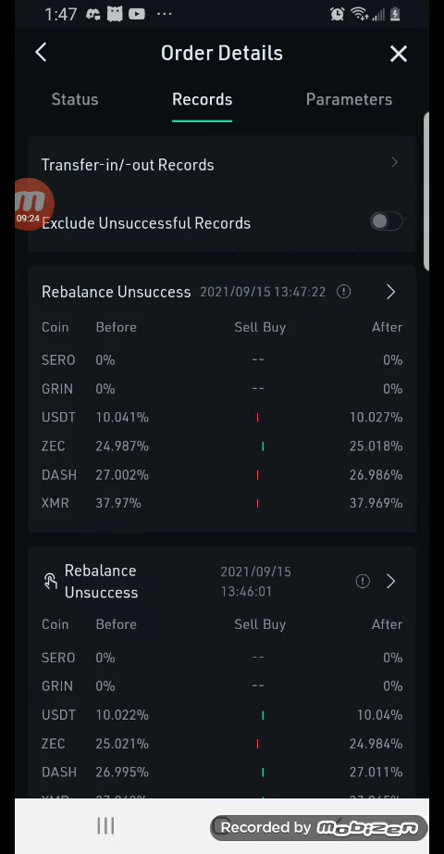 1:47
Order Details
Status Records Parameters
Transfer-in/-out Records
09:24
Exclude Unsuccessful Records
Rebalance Unsuccess 2021/09/15 13:47:22
Coin Before Sell Buy After
SERO 0% -- 0%
GRIN 0% -- 0%
USDT 10.041% 10.027%
ZEC 24.987% 25.018%
DASH 27.002% 26.986%
XMR 37.97% 37.969%
Rebalance Unsuccess 2021/09/15 13:46:01
Coin Before Sell Buy After
SERO 0% -- 0%
GRIN 0% -- 0%
USDT 10.022% 10.04%
ZEC 25.021% 24.984%
DASH 26.995% 27.011%
Recorded by mobizen